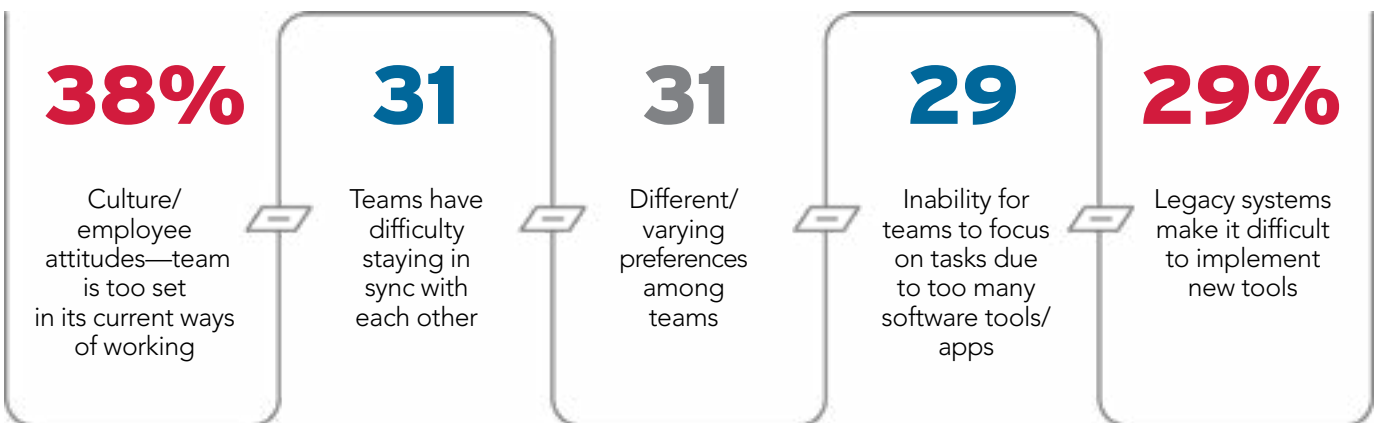 38%
Culture/
employee
attitudes—team
is too set
in its current ways
of working
31
Teams have
difficulty
staying in
sync with
each other
31
Different/
varying
preferences
among
teams
29
Inability for
teams to focus
on tasks due
to too many
software tools/
apps
29%
Legacy systems
make it difficult
to implement
new tools